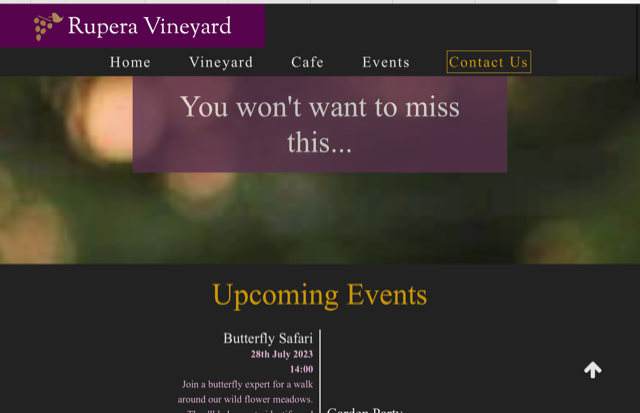 Rupera Vineyard
Home Vineyard Cafe Events Contact Us
You won't want to miss
this...
Upcoming Events
Butterfly Safari
28th July 2023
14:00
Join a butterfly expert for a walk
around our wild flower meadows.
Garden Party